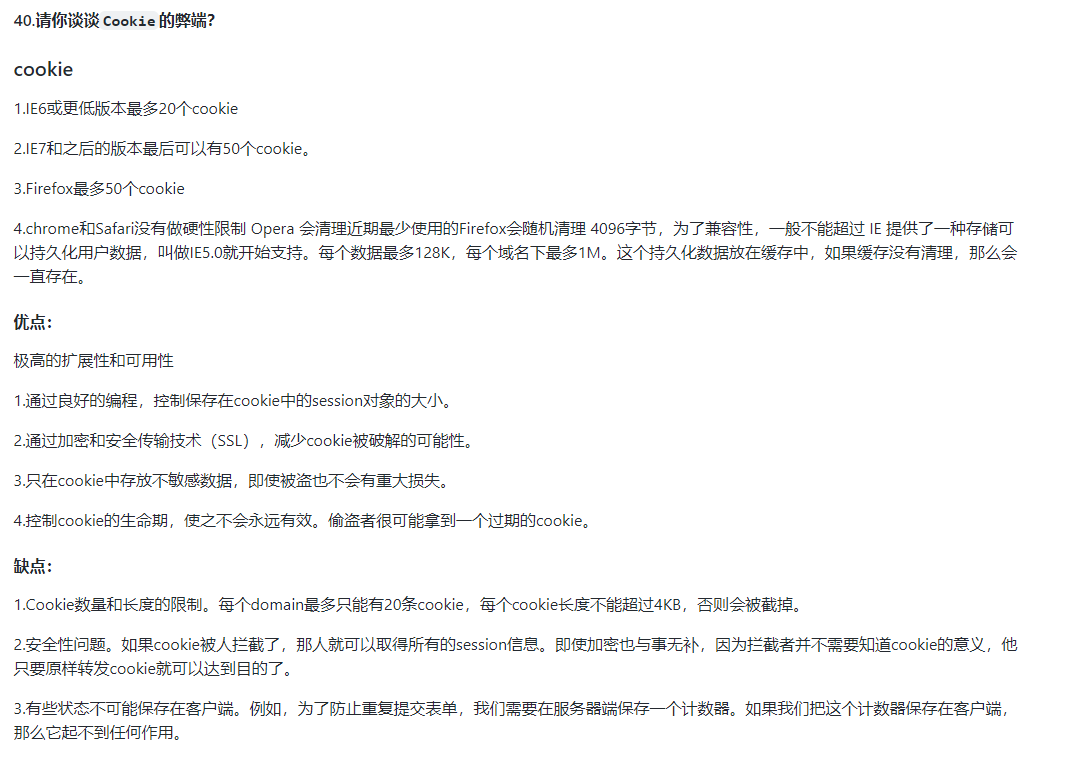 40.请你谈谈Cookie的弊端?
cookie
1.IE6或更低版本最多20个cookie
2.IE7和之后的版本最后可以有50个cookie。
3.Firefox最多50个cookie
4.chrome和Safari没有做硬性限制 Opera 会清理近期最少使用的Firefox会随机清理 4096字节，为了兼容性，一般不能超过 IE 提供了一种存储可
以持久化用户数据，叫做IE5.0就开始支持。每个数据最多128K，每个域名下最多1M。这个持久化数据放在缓存中，如果缓存没有清理，那么会
一直存在。
优点：
极高的扩展性和可用性
1.通过良好的编程，控制保存在cookie中的session对象的大小。
2.通过加密和安全传输技术（SSL），减少cookie被破解的可能性。
3.只在cookie中存放不敏感数据，即使被盗也不会有重大损失。
4.控制cookie的生命期，使之不会永远有效。偷盗者很可能拿到一个过期的cookie。
缺点：
1.Cookie数量和长度的限制。每个domain最多只能有20条cookie，每个cookie长度不能超过4KB，否则会被截掉。
2.安全性问题。如果cookie被人拦截了，那人就可以取得所有的session信息。即使加密也与事无补，因为拦截者并不需要知道cookie的意义，他
只要原样转发cookie就可以达到目的了。
3.有些状态不可能保存在客户端。例如，为了防止重复提交表单，我们需要在服务器端保存一个计数器。如果我们把这个计数器保存在客户端，
那么它起不到任何作用。